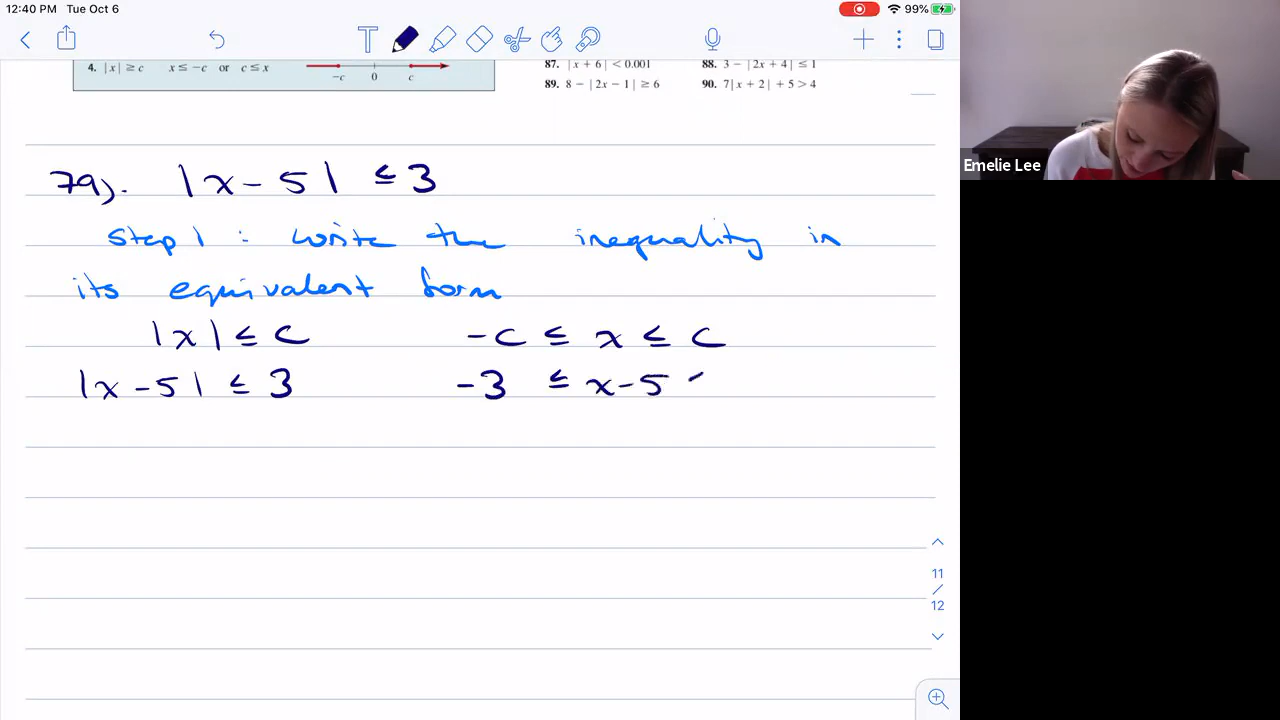 12:40 PM Tue Oct 6
99%
4. |x| ≥ c x ≤ −c or c ≤ x
−c 0 c
87. |x + 6| < 0.001 88. 3 − |2x + 4| ≤ 1
89. 8 − |2x − 1| ≥ 6 90. 7|x + 2| + 5 > 4
Emelie Lee
79). |x − 5| ≤ 3
step 1 : write the inequality in
its equivalent form
|x| ≤ c −c ≤ x ≤ c
|x − 5| ≤ 3 −3 ≤ x − 5
11
/
12